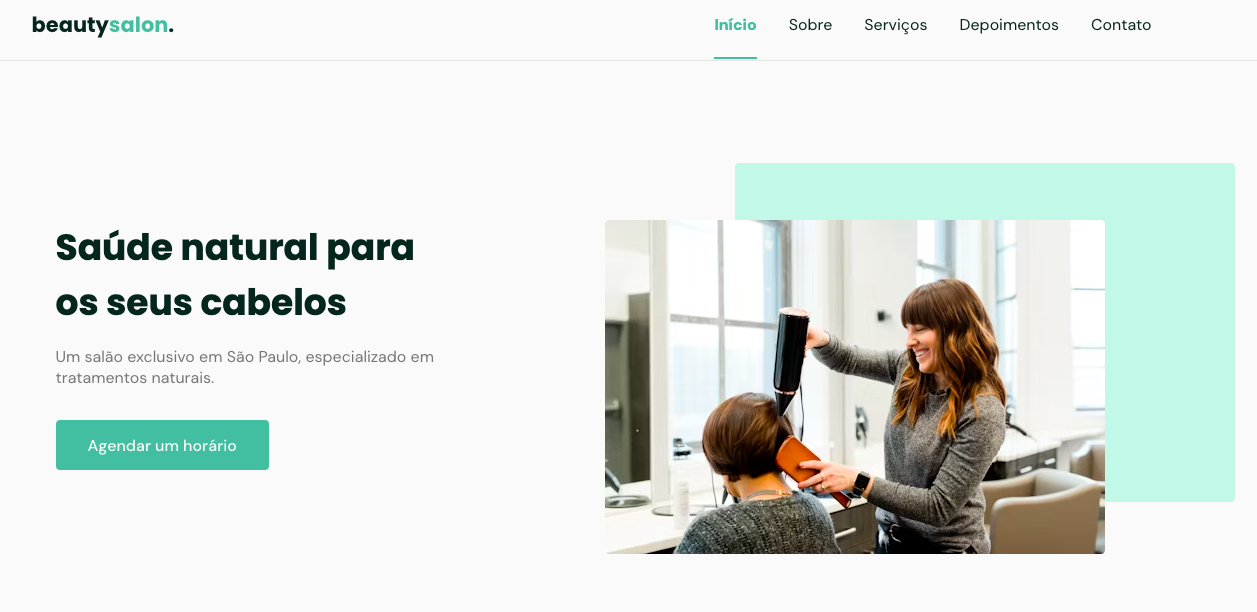 beautysalon.
Início
Sobre
Serviços
Depoimentos
Contato
Saúde natural para
os seus cabelos
Um salão exclusivo em São Paulo, especializado em
tratamentos naturais.
Agendar um horário